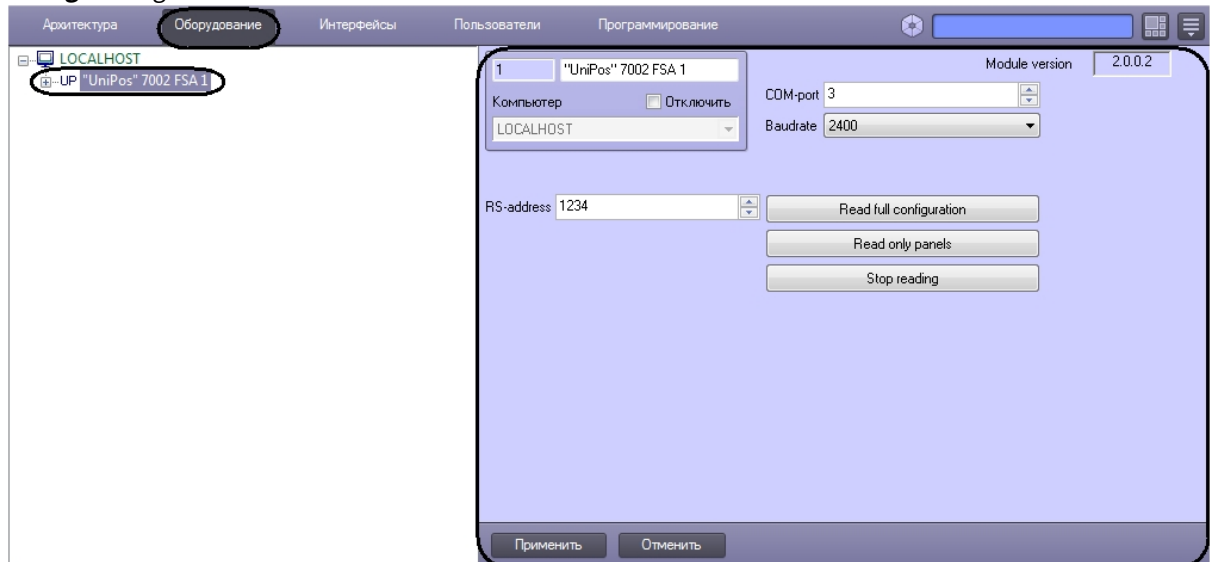 Архитектура Оборудование Интерфейсы Пользователи Программирование
LOCALHOST
UP "UniPos" 7002 FSA 1
1 "UniPos" 7002 FSA 1
Module version 2.0.0.2
Компьютер Отключить
COM-port 3
LOCALHOST
Baudrate 2400
RS-address 1234
Read full configuration
Read only panels
Stop reading
Применить Отменить